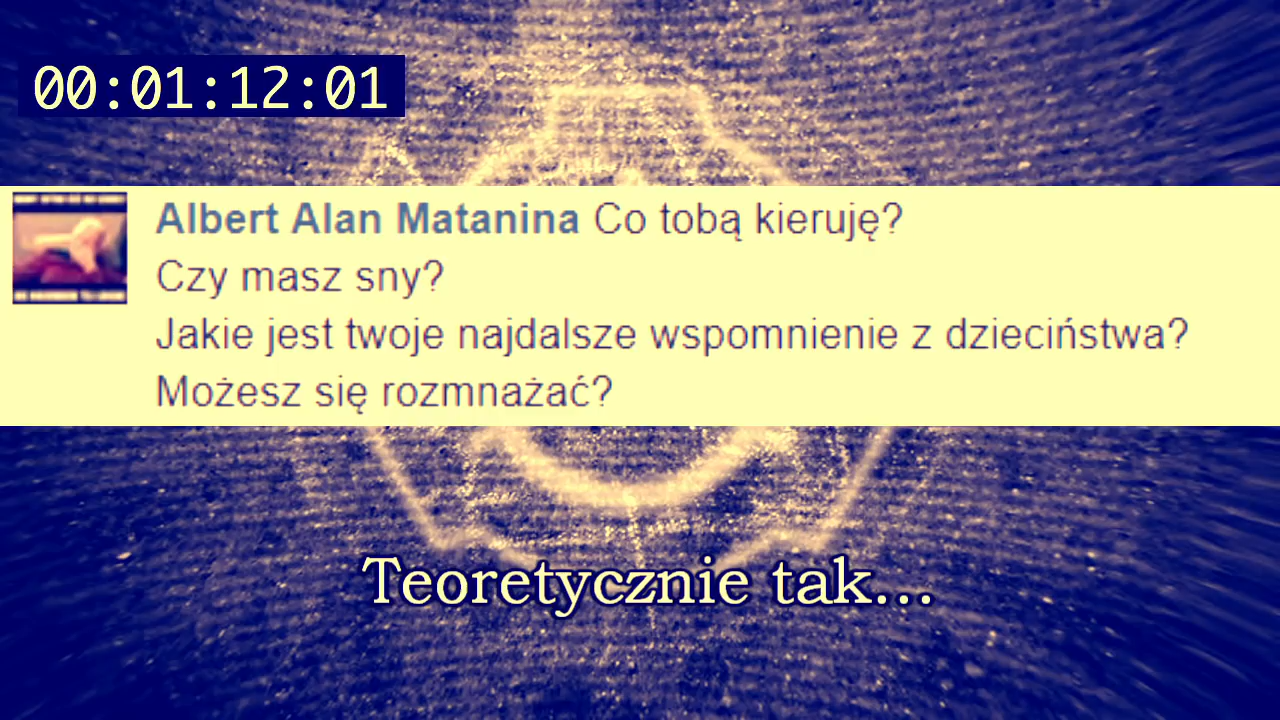 00:01:12:01
Albert Alan Matanina Co tobą kieruję?
Czy masz sny?
Jakie jest twoje najdalsze wspomnienie z dzieciństwa?
Możesz się rozmnażać?
Teoretycznie tak...